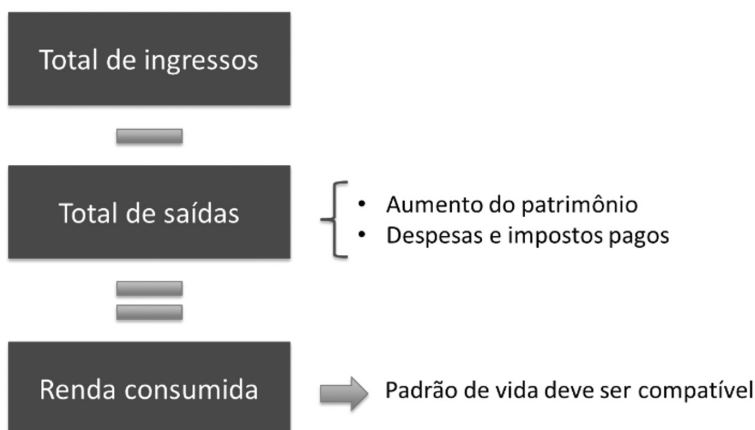 Total de ingressos
Total de saídas
• Aumento do patrimônio
• Despesas e impostos pagos
Renda consumida
Padrão de vida deve ser compatível